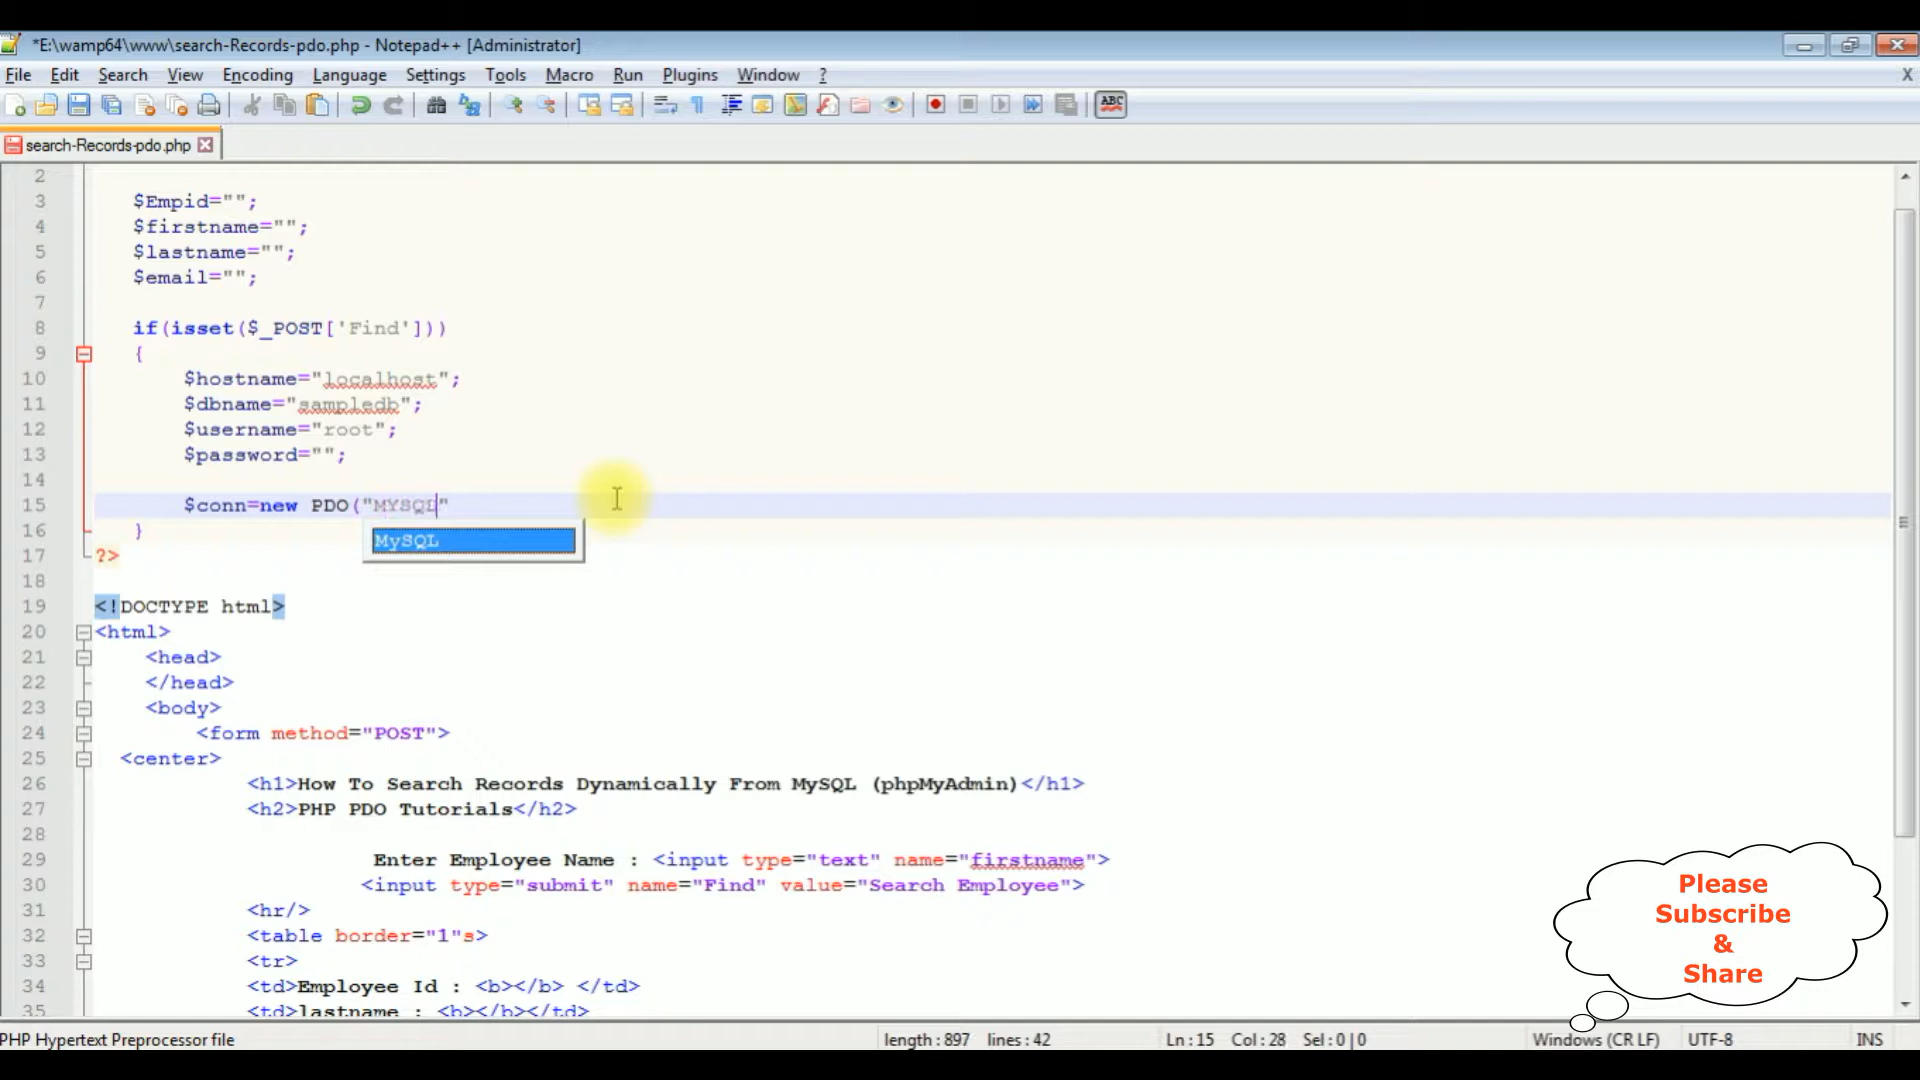 *E:\wamp64\www\search-Records-pdo.php - Notepad++ [Administrator]
File Edit Search View Encoding Language Settings Tools Macro Run Plugins Window ? X
ABC
search-Records-pdo.php
2
3 $Empid="";
4 $firstname="";
5 $lastname="";
6 $email="";
7
8 if(isset($_POST['Find']))
9 {
10 $hostname="localhost";
11 $dbname="sampledb";
12 $username="root";
13 $password="";
14
15 $conn=new PDO("MYSQL"
16 }
MySQL
17 ?>
18
19 <!DOCTYPE html>
20 <html>
21 <head>
22 </head>
23 <body>
24 <form method="POST">
25 <center>
26 <h1>How To Search Records Dynamically From MySQL (phpMyAdmin)</h1>
27 <h2>PHP PDO Tutorials</h2>
28
29 Enter Employee Name : <input type="text" name="firstname">
30 <input type="submit" name="Find" value="Search Employee">
31 <hr/>
32 <table border="1"s>
33 <tr>
34 <td>Employee Id : <b></b> </td>
35 <td>lastname : <b></b></td>
Please
Subscribe
&
Share
PHP Hypertext Preprocessor file length : 897 lines : 42 Ln : 15 Col : 28 Sel : 0 | 0 Windows (CR LF) UTF-8 INS